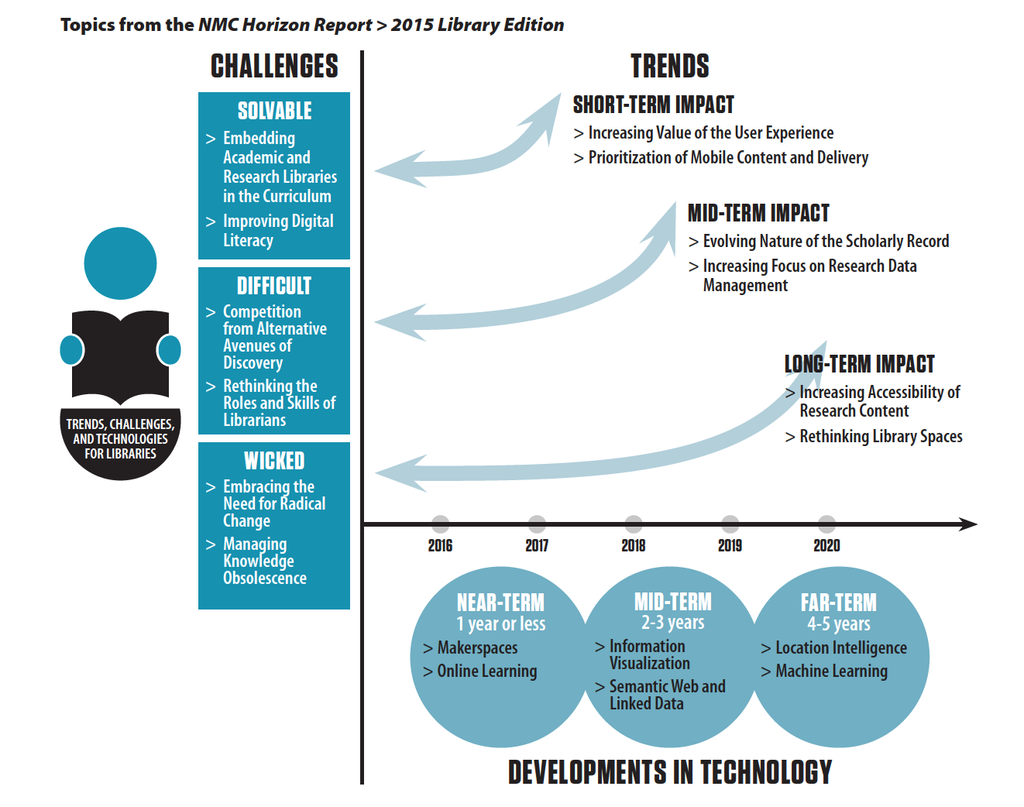 Topics from the NMC Horizon Report > 2015 Library Edition
CHALLENGES
SOLVABLE
> Embedding
Academic and
Research Libraries
in the Curriculum
> Improving Digital
Literacy
DIFFICULT
> Competition
from Alternative
Avenues of
Discovery
> Rethinking the
Roles and Skills of
Librarians
WICKED
> Embracing the
Need for Radical
Change
> Managing
Knowledge
Obsolescence
TRENDS, CHALLENGES,
AND TECHNOLOGIES
FOR LIBRARIES
TRENDS
SHORT-TERM IMPACT
> Increasing Value of the User Experience
> Prioritization of Mobile Content and Delivery
MID-TERM IMPACT
> Evolving Nature of the Scholarly Record
> Increasing Focus on Research Data
Management
LONG-TERM IMPACT
> Increasing Accessibility of
Research Content
> Rethinking Library Spaces
2016 2017 2018 2019 2020
NEAR-TERM
1 year or less
> Makerspaces
> Online Learning
MID-TERM
2-3 years
> Information
Visualization
> Semantic Web and
Linked Data
FAR-TERM
4-5 years
> Location Intelligence
> Machine Learning
DEVELOPMENTS IN TECHNOLOGY